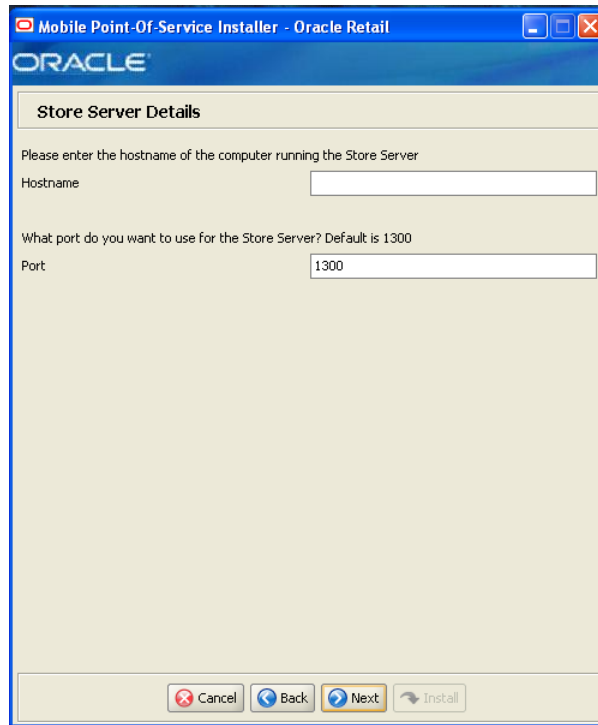 Mobile Point-Of-Service Installer - Oracle Retail
ORACLE
Store Server Details
Please enter the hostname of the computer running the Store Server
Hostname
What port do you want to use for the Store Server? Default is 1300
Port 1300
Cancel Back Next Install